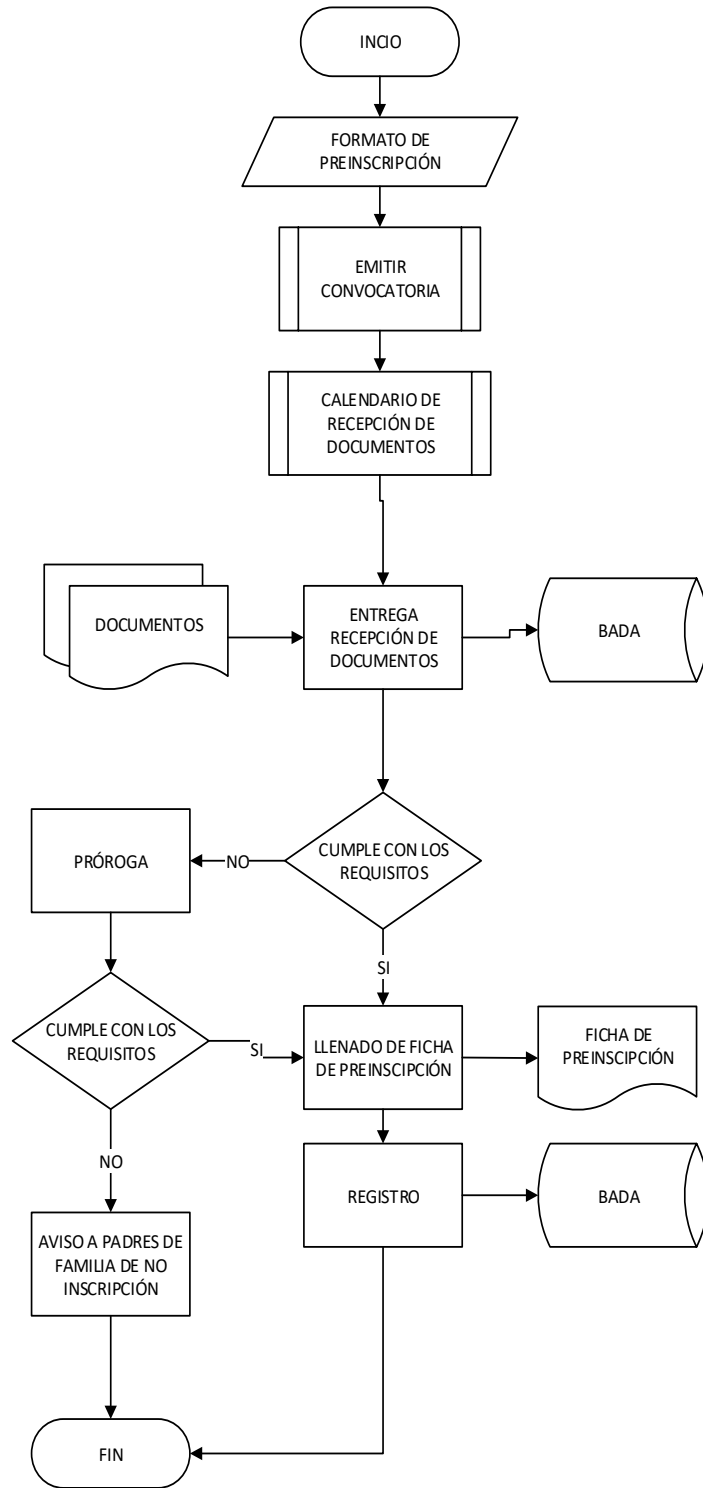 INCIO
FORMATO DE
PREINSCRIPCIÓN
EMITIR
CONVOCATORIA
CALENDARIO DE
RECEPCIÓN DE
DOCUMENTOS
DOCUMENTOS
ENTREGA
RECEPCIÓN DE
DOCUMENTOS
BADA
PRÓROGA
NO
CUMPLE CON LOS
REQUISITOS
SI
CUMPLE CON LOS
REQUISITOS
SI
LLENADO DE FICHA
DE PREINSCIPCIÓN
FICHA DE
PREINSCIPCIÓN
NO
REGISTRO
BADA
AVISO A PADRES DE
FAMILIA DE NO
INSCRIPCIÓN
FIN